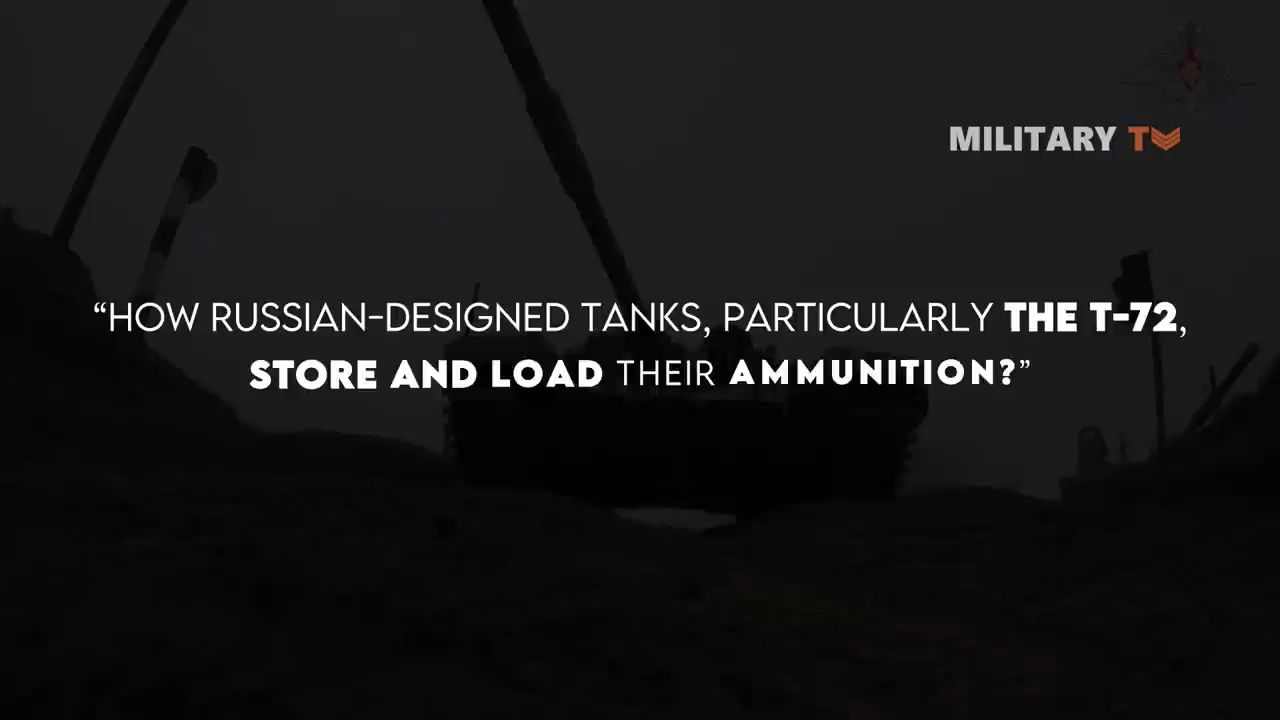 MILITARY TV
“HOW RUSSIAN-DESIGNED TANKS, PARTICULARLY THE T-72,
STORE AND LOAD THEIR AMMUNITION?”